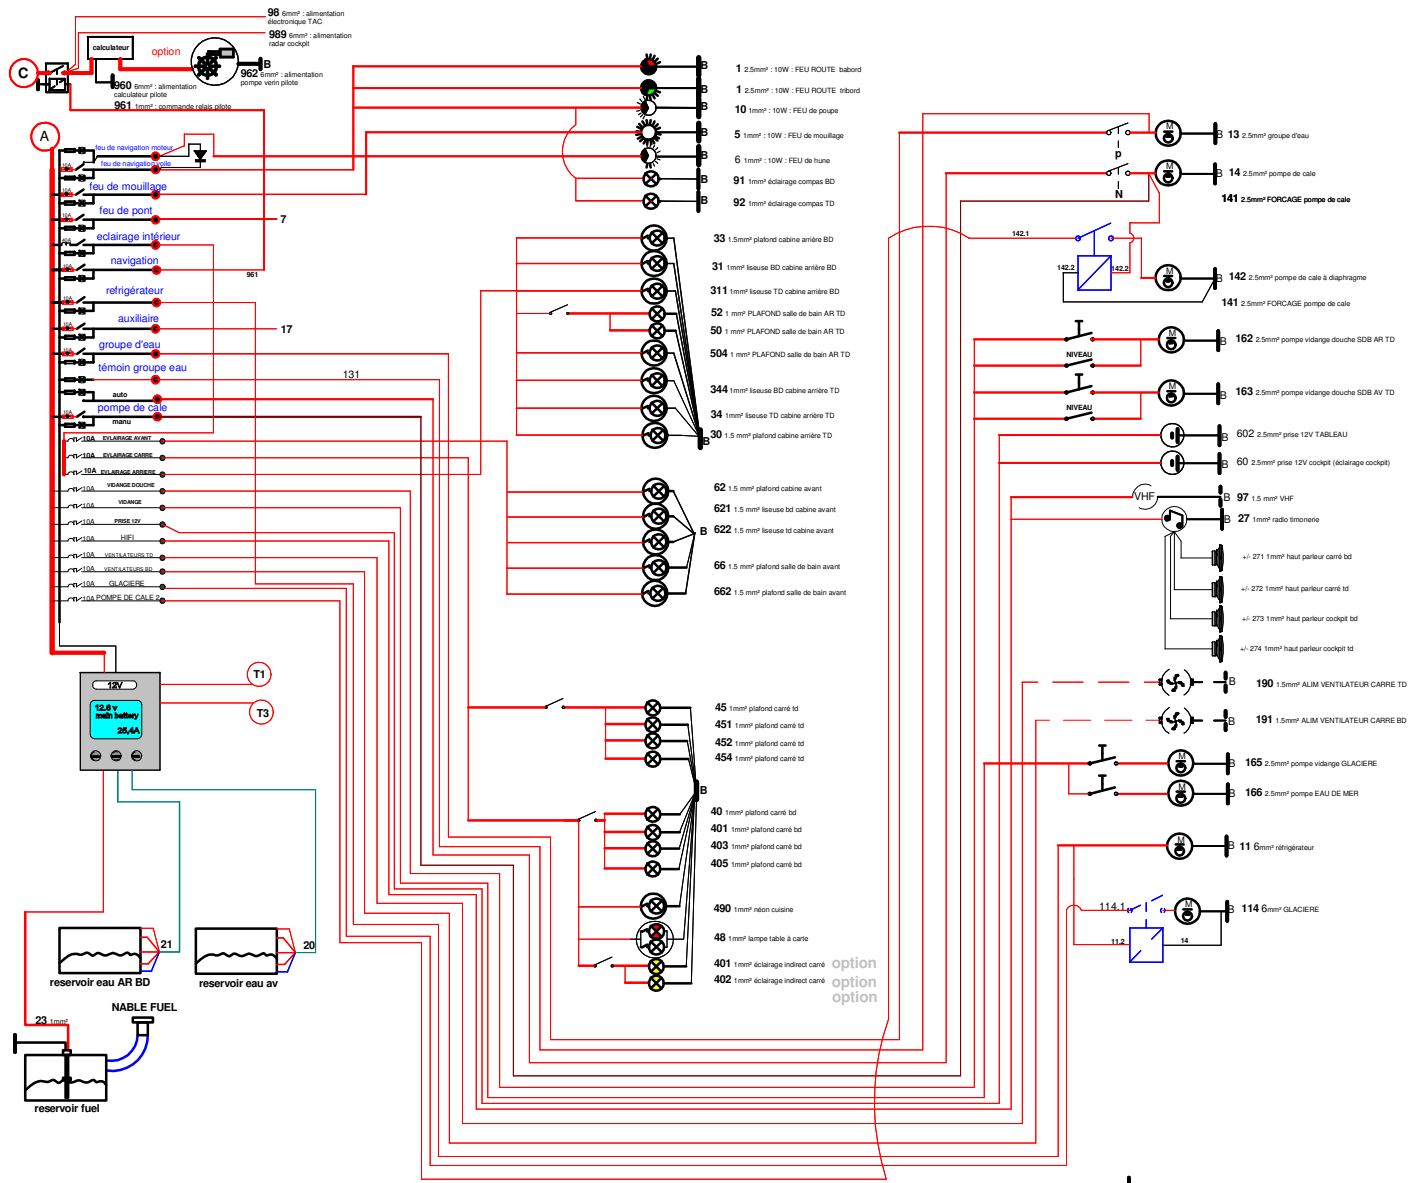 98 6mm² : alimentation
électronique TAC
989 6mm² : alimentation
radar cockpit
C
calculateur
option
B
962 6mm² : alimentation
pompe verin pilote
960 6mm² : alimentation
calculateur pilote
961 1mm² : commande relais pilote
A
feu de navigation moteur
feu de navigation voile
10A
feu de mouillage
10A
feu de pont
10A
7
eclairage intérieur
40A
navigation
10A
961
refrigérateur
10A
auxiliaire
10A
17
groupe d'eau
10A
témoin groupe eau
131
auto
pompe de cale
10A
manu
10A EVLAIRAGE AVANT
10A EVLAIRAGE CARRE
10A EVLAIRAGE ARRIERE
10A VIDANGE DOUCHE
10A VIDANGE
10A PRISE 12V
10A HIFI
10A VENTILATEURS TD
10A VENTILATEURS BD
10A GLACIERE
10A POMPE DE CALE 2
12V
12.6 v
main battery
25,4A
T1
T3
21
20
reservoir eau AR BD
reservoir eau av
NABLE FUEL
23 1mm²
reservoir fuel
B 1 2.5mm² : 10W : FEU ROUTE babord
B 1 2.5mm² : 10W : FEU ROUTE tribord
B 10 1mm² : 10W : FEU de poupe
B 5 1mm² : 10W : FEU de mouillage
B 6 1mm² : 10W : FEU de hune
B 91 1mm² éclairage compas BD
B 92 1mm² éclairage compas TD
33 1.5mm² plafond cabine arrière BD
31 1mm² liseuse BD cabine arrière BD
311 1mm² liseuse TD cabine arrière BD
52 1 mm² PLAFOND salle de bain AR TD
50 1 mm² PLAFOND salle de bain AR TD
504 1 mm² PLAFOND salle de bain AR TD
344 1mm² liseuse BD cabine arrière TD
34 1mm² liseuse TD cabine arrière TD
B 30 1.5 mm² plafond cabine arrière TD
62 1.5 mm² plafond cabine avant
621 1.5 mm² liseuse bd cabine avant
B 622 1.5 mm² liseuse td cabine avant
66 1.5 mm² plafond salle de bain avant
662 1.5 mm² plafond salle de bain avant
45 1mm² plafond carré td
451 1mm² plafond carré td
452 1mm² plafond carré td
454 1mm² plafond carré td
B
40 1mm² plafond carré bd
401 1mm² plafond carré bd
403 1mm² plafond carré bd
405 1mm² plafond carré bd
490 1mm² néon cuisine
48 1mm² lampe table à carte
401 1mm² éclairage indirect carré option
402 1mm² éclairage indirect carré option
option
P
M
B 13 2.5mm² groupe d'eau
N
M
B 14 2.5mm² pompe de cale
141 2.5mm² FORCAGE pompe de cale
142.1
142.2
142.2
M
B 142 2.5mm² pompe de cale à diaphragme
141 2.5mm² FORCAGE pompe de cale
M
B 162 2.5mm² pompe vidange douche SDB AR TD
NIVEAU
M
B 163 2.5mm² pompe vidange douche SDB AV TD
NIVEAU
B 602 2.5mm² prise 12V TABLEAU
B 60 2.5mm² prise 12V cockpit (éclairage cockpit)
VHF
B 97 1.5 mm² VHF
B 27 1mm² radio timonerie
+/- 271 1mm² haut parleur carré bd
+/- 272 1mm² haut parleur carré td
+/- 273 1mm² haut parleur cockpit bd
+/- 274 1mm² haut parleur cockpit td
B 190 1.5mm² ALIM VENTILATEUR CARRE TD
B 191 1.5mm² ALIM VENTILATEUR CARRE BD
M
B 165 2.5mm² pompe vidange GLACIERE
M
B 166 2.5mm² pompe EAU DE MER
M
B 11 6mm² réfrigérateur
114.1
M
B 114 6mm² GLACIERE
11.2
14